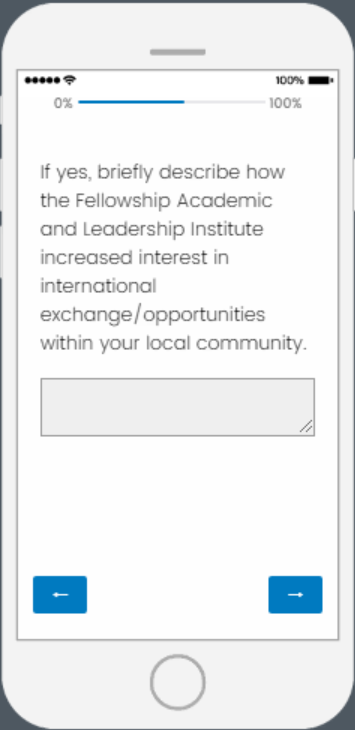 100%
0% 100%
If yes, briefly describe how
the Fellowship Academic
and Leadership Institute
increased interest in
international
exchange/opportunities
within your local community.
← →